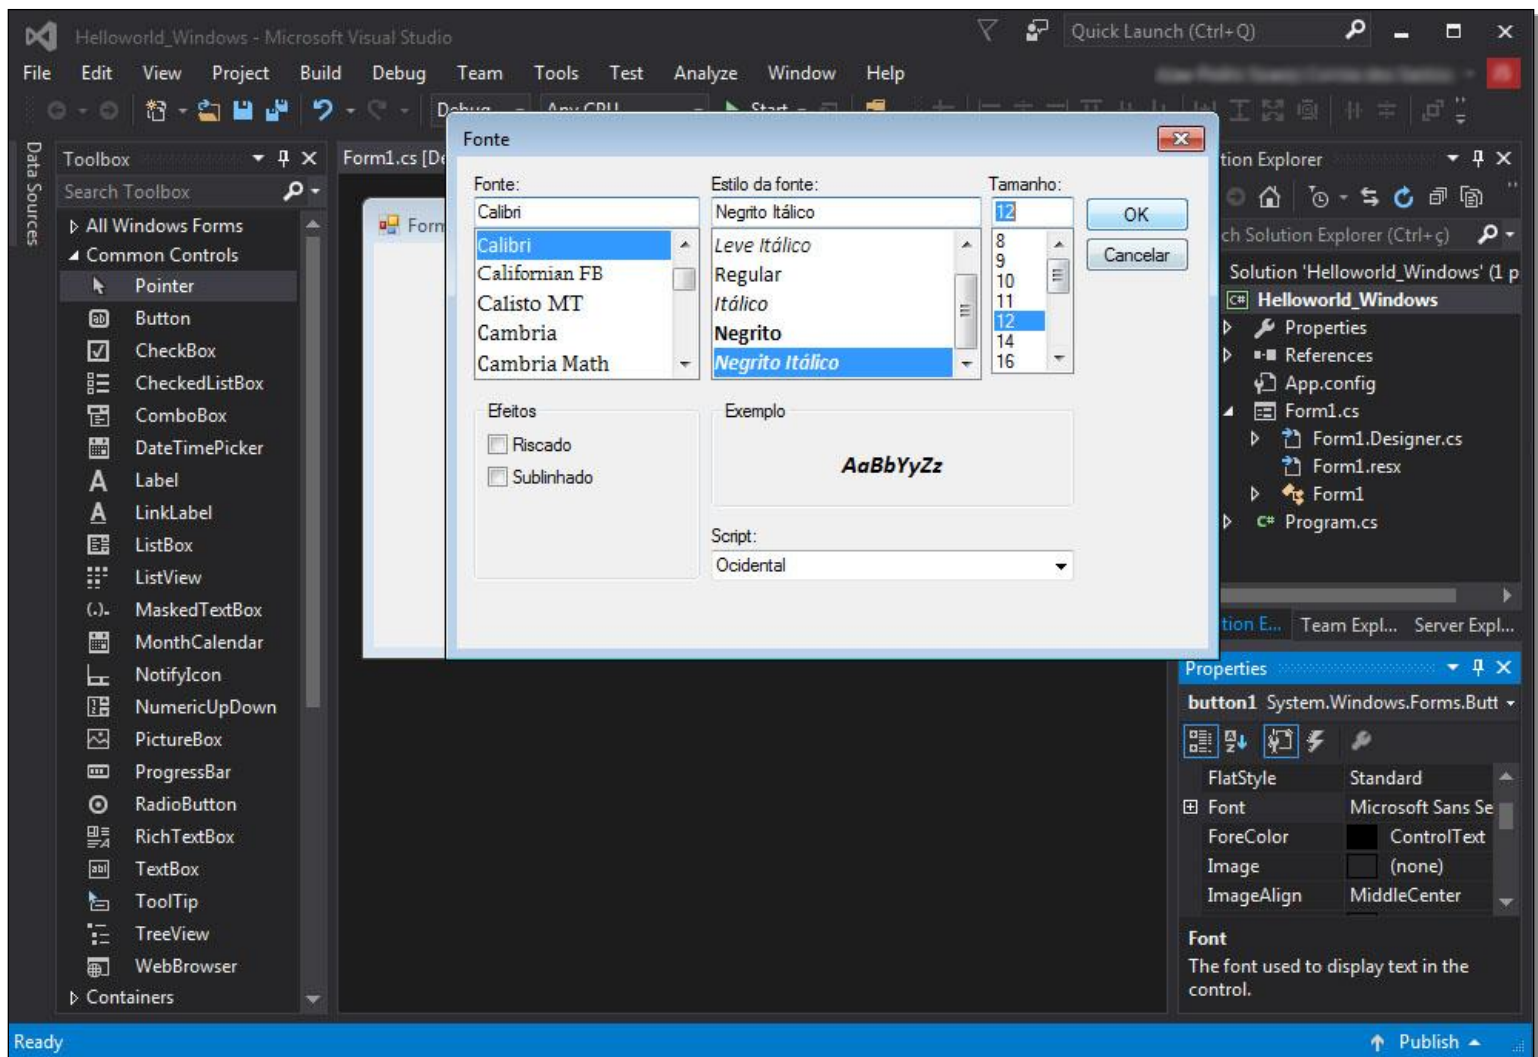 Helloworld_Windows - Microsoft Visual Studio
Quick Launch (Ctrl+Q)
File Edit View Project Build Debug Team Tools Test Analyze Window Help
Debug Any CPU Start
Data Sources
Toolbox
Search Toolbox
All Windows Forms
Common Controls
Pointer
Button
CheckBox
CheckedListBox
ComboBox
DateTimePicker
Label
LinkLabel
ListBox
ListView
MaskedTextBox
MonthCalendar
NotifyIcon
NumericUpDown
PictureBox
ProgressBar
RadioButton
RichTextBox
TextBox
ToolTip
TreeView
WebBrowser
Containers
Form1.cs [De
Form
Fonte
Fonte:
Calibri
Calibri
Californian FB
Calisto MT
Cambria
Cambria Math
Estilo da fonte:
Negrito Itálico
Leve Itálico
Regular
Itálico
Negrito
Negrito Itálico
Tamanho:
12
8
9
10
11
12
14
16
OK
Cancelar
Efeitos
Riscado
Sublinhado
Exemplo
AaBbYyZz
Script:
Ocidental
tion Explorer
ch Solution Explorer (Ctrl+ç)
Solution 'Helloworld_Windows' (1 p
C# Helloworld_Windows
Properties
References
App.config
Form1.cs
Form1.Designer.cs
Form1.resx
Form1
C# Program.cs
tion E... Team Expl... Server Expl...
Properties
button1 System.Windows.Forms.Butt
FlatStyle Standard
Font Microsoft Sans Se
ForeColor ControlText
Image (none)
ImageAlign MiddleCenter
Font
The font used to display text in the
control.
Ready
Publish